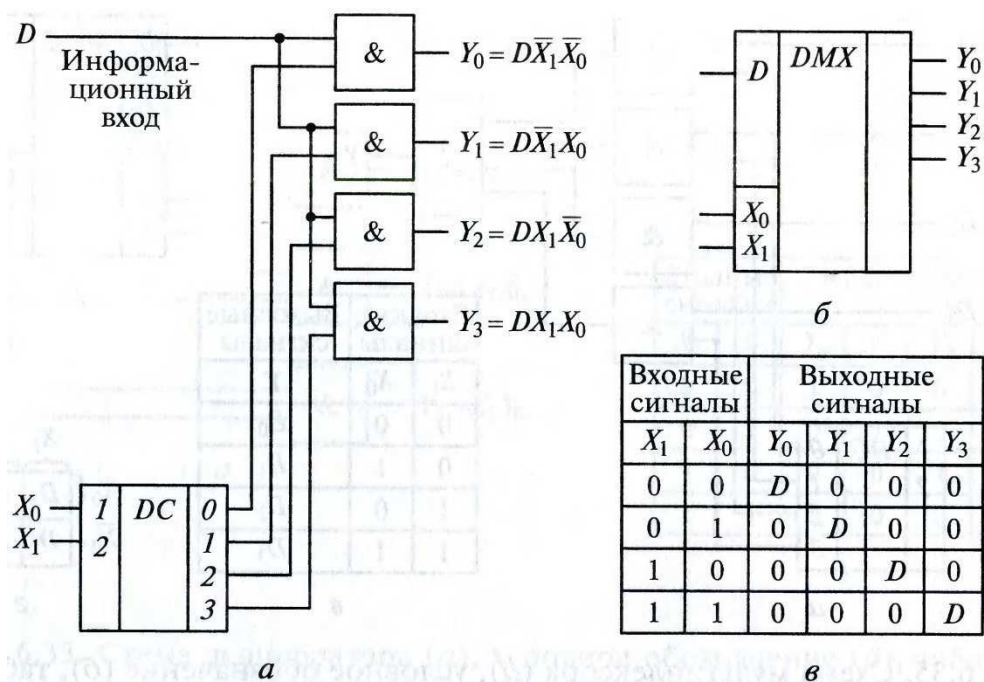 D
Информа-
ционный
вход
&
Y₀ = DX̅₁X̅₀
&
Y₁ = DX̅₁X₀
&
Y₂ = DX₁X̅₀
&
Y₃ = DX₁X₀
X₀ 1 DC 0
X₁ 2 1
2
3
а
D DMX Y₀
Y₁
Y₂
Y₃
X₀
X₁
б
Входные сигналы Выходные сигналы
X₁ X₀ Y₀ Y₁ Y₂ Y₃
0 0 D 0 0 0
0 1 0 D 0 0
1 0 0 0 D 0
1 1 0 0 0 D
в